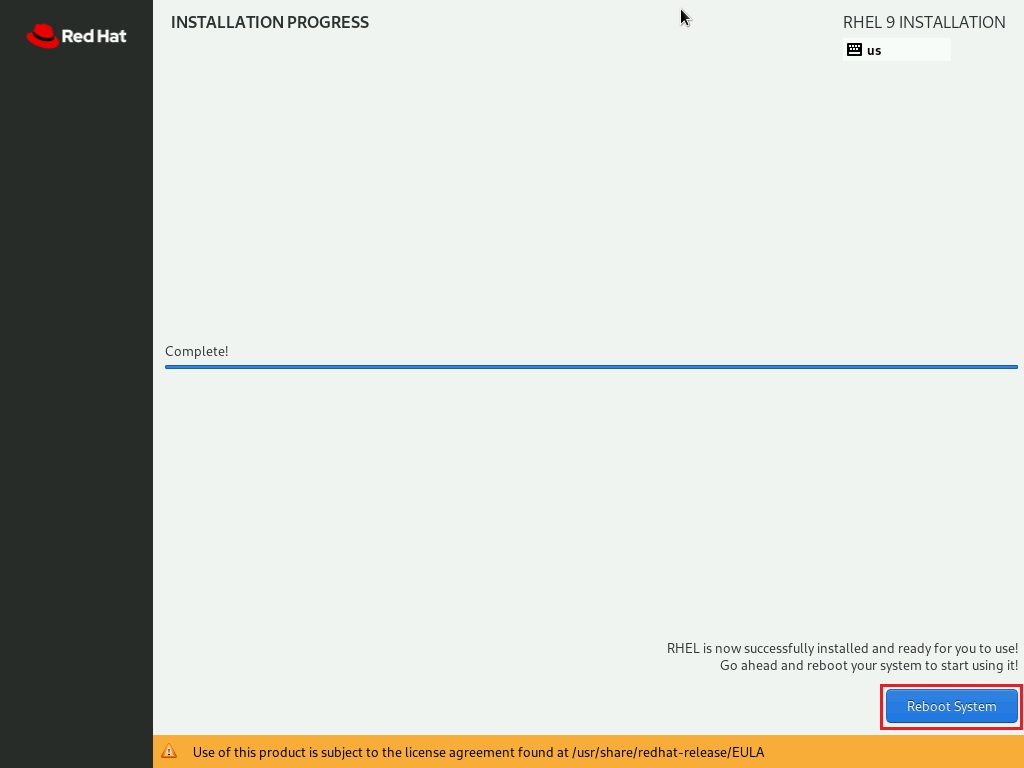 Red Hat
INSTALLATION PROGRESS
RHEL 9 INSTALLATION
us
Complete!
RHEL is now successfully installed and ready for you to use!
Go ahead and reboot your system to start using it!
Reboot System
Use of this product is subject to the license agreement found at /usr/share/redhat-release/EULA